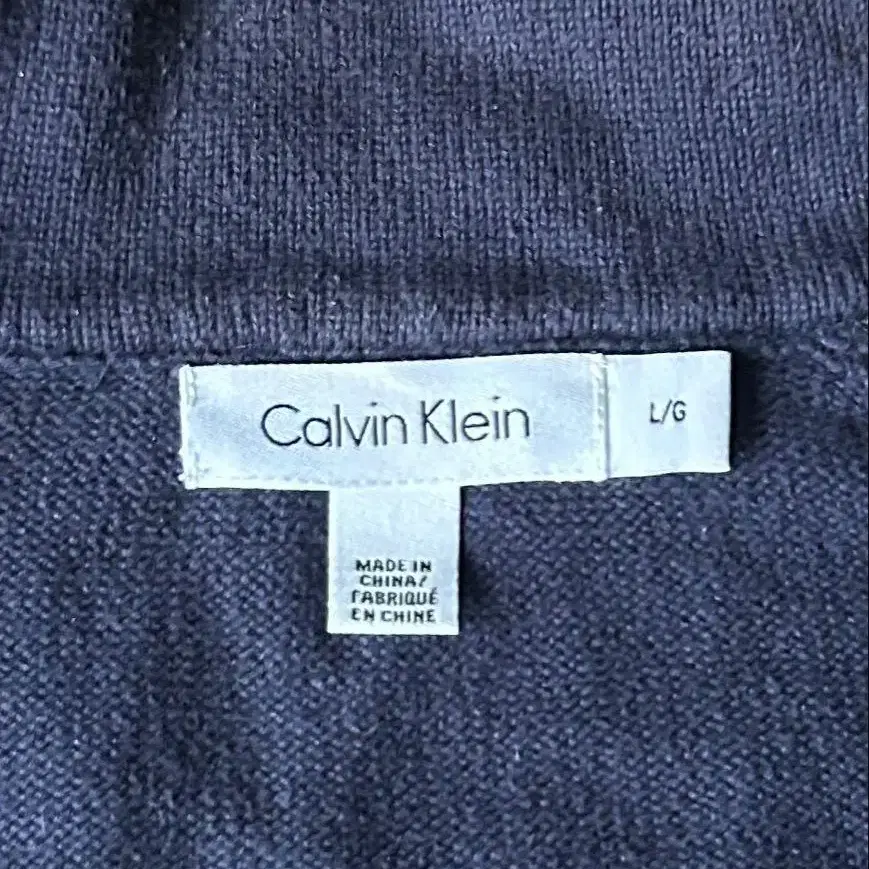 Calvin Klein
L/G
MADE IN
CHINA/
FABRIQUÉ
EN CHINE